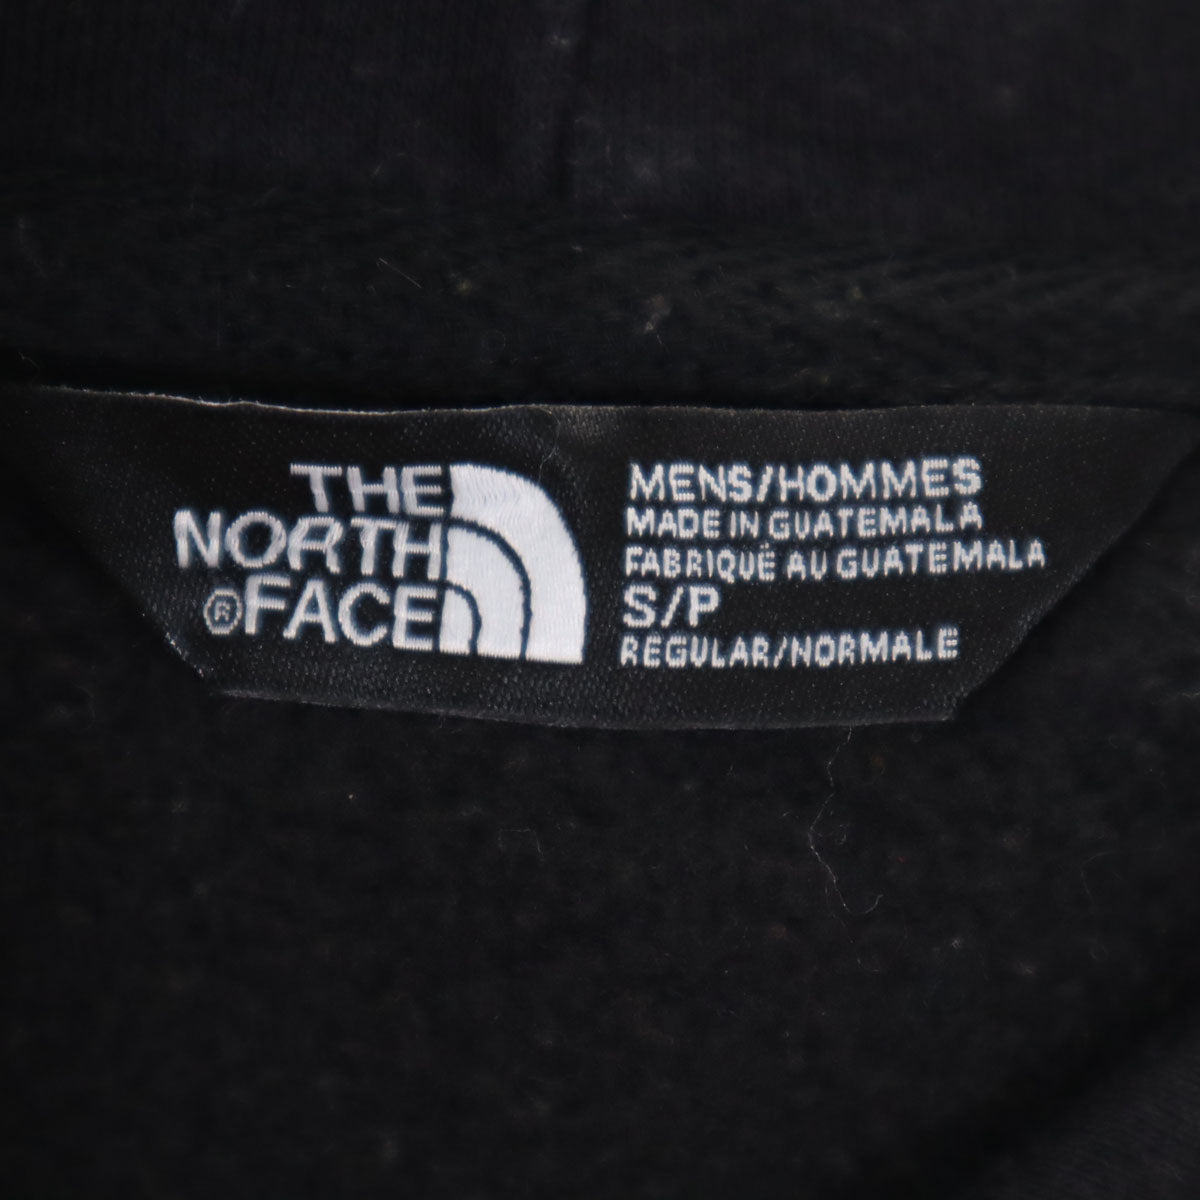 THE
NORTH
®FACE
MENS/HOMMES
MADE IN GUATEMALA
FABRIQUÉ AU GUATEMALA
S/P
REGULAR/NORMALE